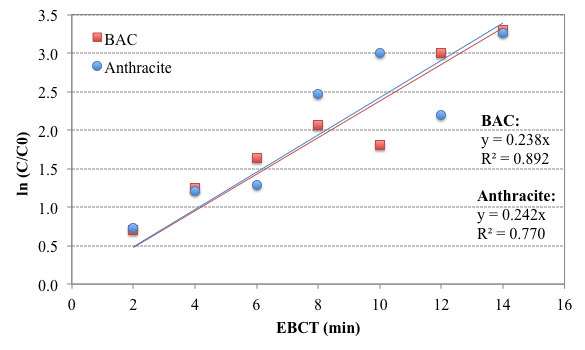 3.5
3.0
2.5
2.0
1.5
1.0
0.5
0.0
ln (C/C0)
BAC
Anthracite
BAC:
y = 0.238x
R² = 0.892
Anthracite:
y = 0.242x
R² = 0.770
0 2 4 6 8 10 12 14 16
EBCT (min)